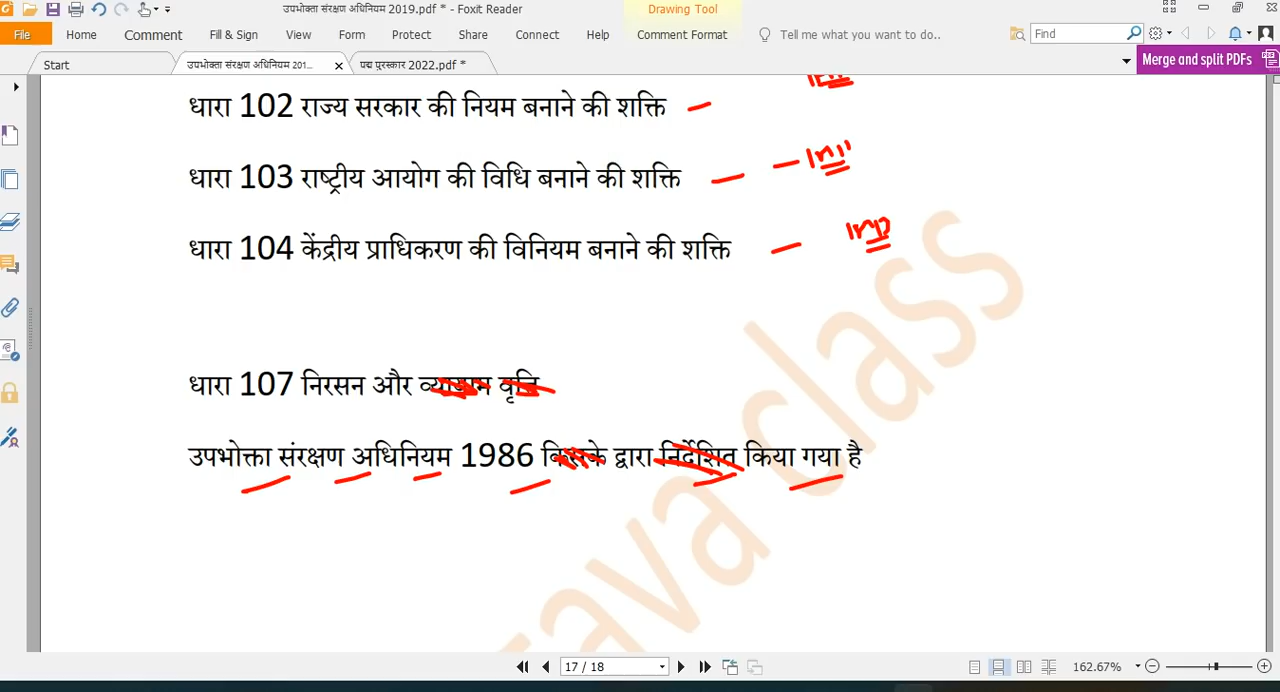 उपभोक्ता संरक्षण अधिनियम 2019.pdf * - Foxit Reader
Drawing Tool
File Home Comment Fill & Sign View Form Protect Share Connect Help Comment Format Tell me what you want to do.. Find
Start उपभोक्ता संरक्षण अधिनियम 201... पद्म पुरस्कार 2022.pdf * Merge and split PDFs
धारा 102 राज्य सरकार की नियम बनाने की शक्ति
धारा 103 राष्ट्रीय आयोग की विधि बनाने की शक्ति - Imp
धारा 104 केंद्रीय प्राधिकरण की विनियम बनाने की शक्ति - Imp
धारा 107 निरसन और
उपभोक्ता संरक्षण अधिनियम 1986 किसके द्वारा निर्देशित किया गया है
rava class
17 / 18 162.67%